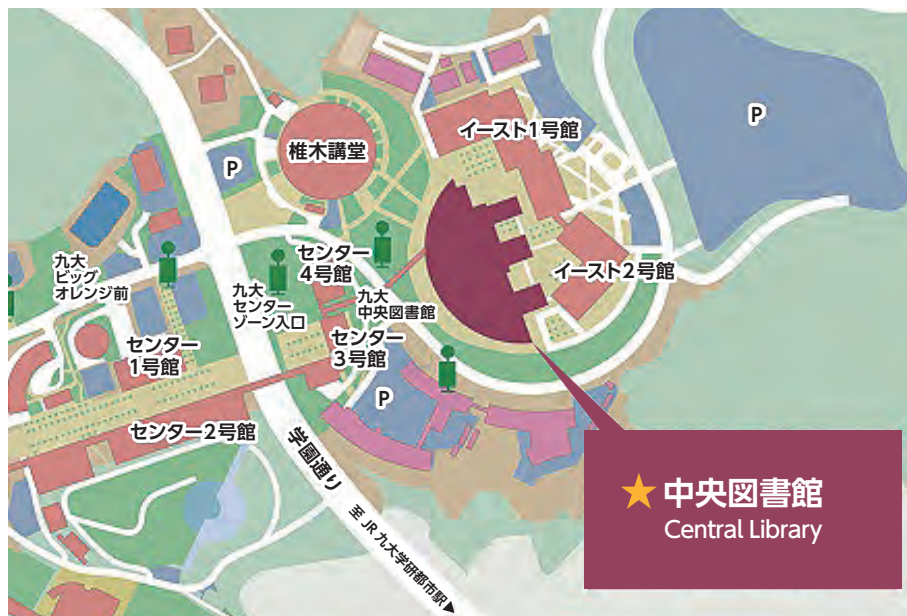 P
イースト1号館
椎木講堂
P
センター
4号館
イースト2号館
九大
ビッグ
オレンジ前
九大
センター
ゾーン入口
九大
中央図書館
センター
1号館
センター
3号館
P
センター2号館
学園通り
至 JR 九大学研都市駅▶
★中央図書館
Central Library